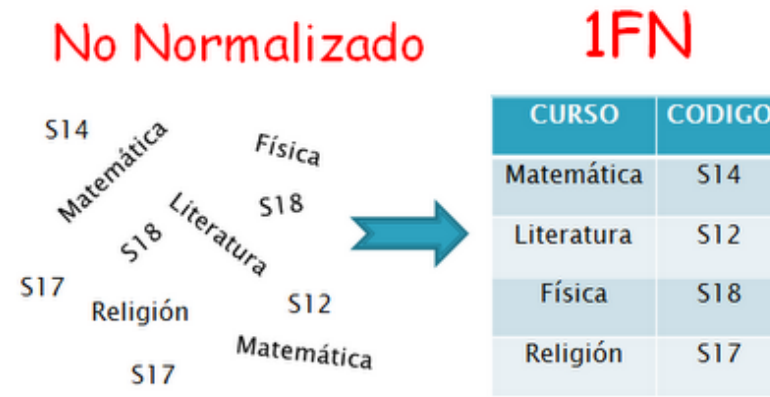 No Normalizado
1FN
S14
Matemática
Física
S18
Literatura
S18
S17
Religión
S12
Matemática
S17
CURSO CODIGO
Matemática S14
Literatura S12
Física S18
Religión S17